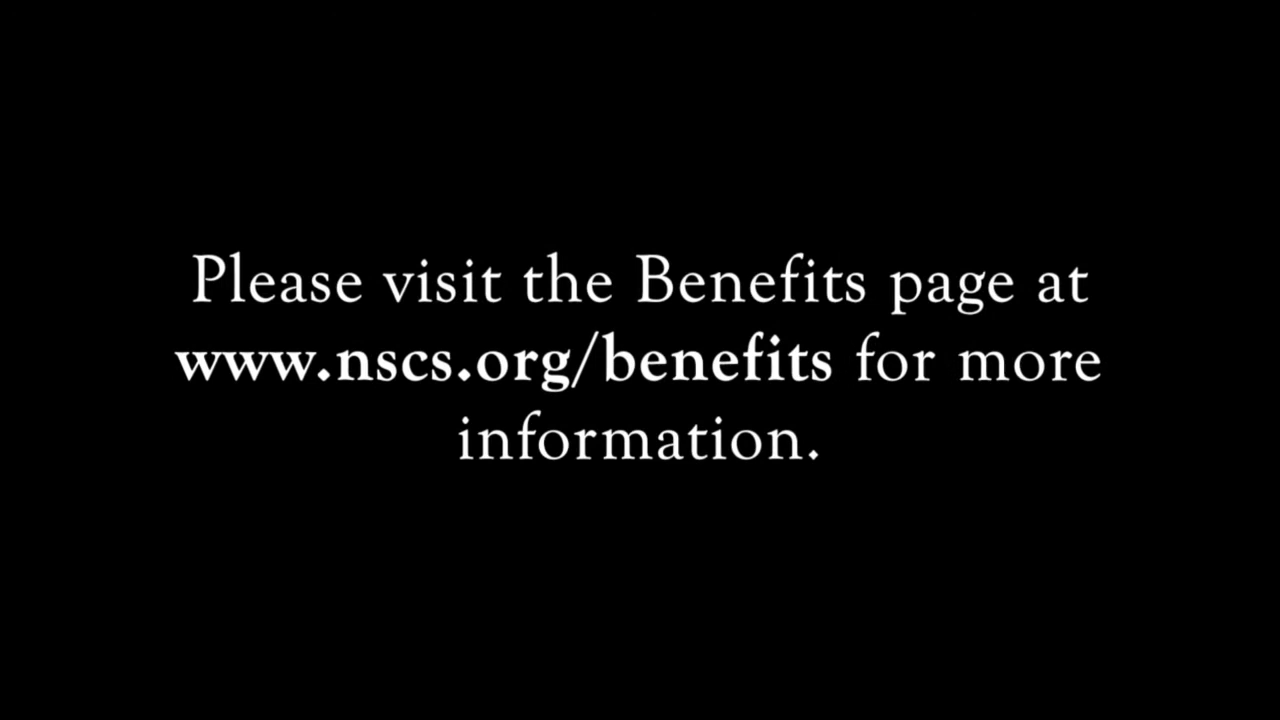 Please visit the Benefits page at
www.nscs.org/benefits for more
information.